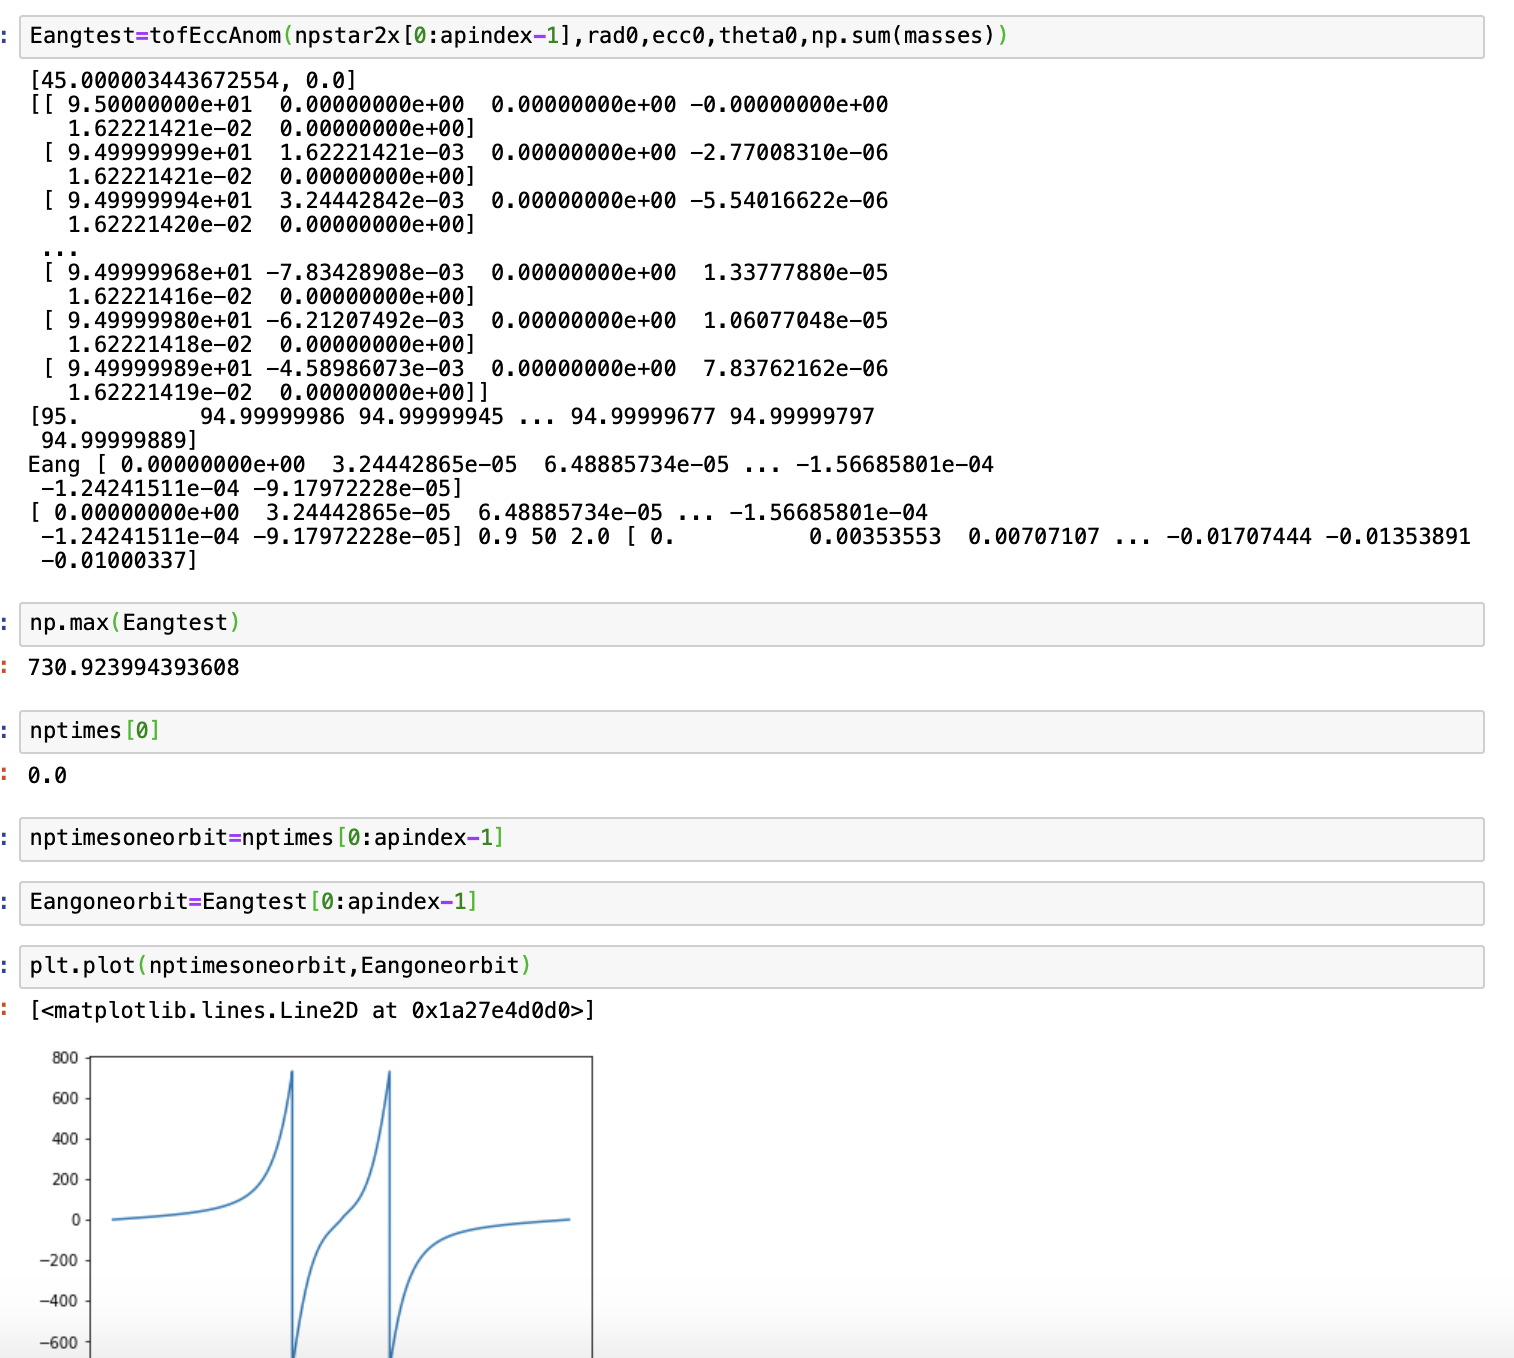 : Eangtest=tofEccAnom(npstar2x[0:apindex-1],rad0,ecc0,theta0,np.sum(masses))
[45.000003443672554, 0.0]
[[ 9.50000000e+01  0.00000000e+00  0.00000000e+00 -0.00000000e+00
   1.62221421e-02  0.00000000e+00]
 [ 9.49999999e+01  1.62221421e-03  0.00000000e+00 -2.77008310e-06
   1.62221421e-02  0.00000000e+00]
 [ 9.49999994e+01  3.24442842e-03  0.00000000e+00 -5.54016622e-06
   1.62221420e-02  0.00000000e+00]
 ...
 [ 9.49999968e+01 -7.83428908e-03  0.00000000e+00  1.33777880e-05
   1.62221416e-02  0.00000000e+00]
 [ 9.49999980e+01 -6.21207492e-03  0.00000000e+00  1.06077048e-05
   1.62221418e-02  0.00000000e+00]
 [ 9.49999989e+01 -4.58986073e-03  0.00000000e+00  7.83762162e-06
   1.62221419e-02  0.00000000e+00]]
[95.         94.99999986 94.99999945 ... 94.99999677 94.99999797
 94.99999889]
Eang [ 0.00000000e+00  3.24442865e-05  6.48885734e-05 ... -1.56685801e-04
 -1.24241511e-04 -9.17972228e-05]
[ 0.00000000e+00  3.24442865e-05  6.48885734e-05 ... -1.56685801e-04
 -1.24241511e-04 -9.17972228e-05] 0.9 50 2.0 [ 0.          0.00353553  0.00707107 ... -0.01707444 -0.01353891
 -0.01000337]
: np.max(Eangtest)
: 730.923994393608
: nptimes[0]
: 0.0
: nptimesoneorbit=nptimes[0:apindex-1]
: Eangoneorbit=Eangtest[0:apindex-1]
: plt.plot(nptimesoneorbit,Eangoneorbit)
: [<matplotlib.lines.Line2D at 0x1a27e4d0d0>]
800
600
400
200
0
−200
−400
−600